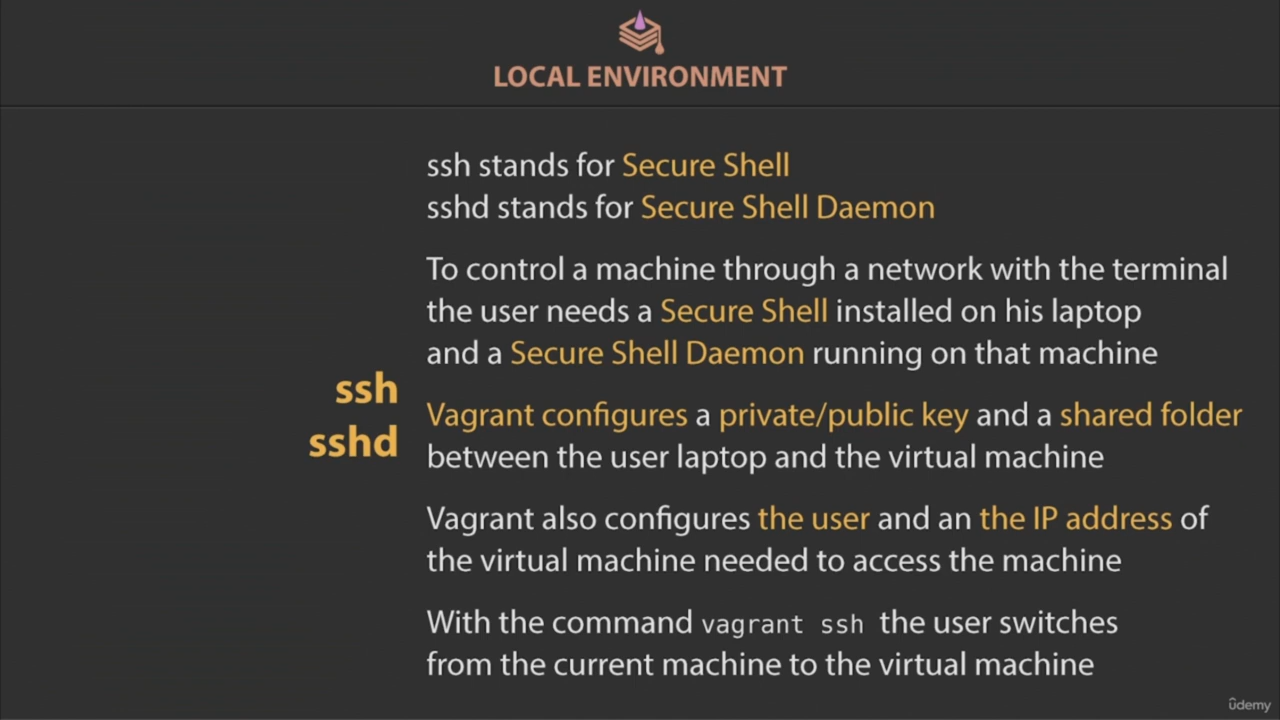 LOCAL ENVIRONMENT
ssh stands for Secure Shell
sshd stands for Secure Shell Daemon
To control a machine through a network with the terminal
the user needs a Secure Shell installed on his laptop
and a Secure Shell Daemon running on that machine
ssh
sshd
Vagrant configures a private/public key and a shared folder
between the user laptop and the virtual machine
Vagrant also configures the user and an the IP address of
the virtual machine needed to access the machine
With the command vagrant ssh the user switches
from the current machine to the virtual machine
ûdemy